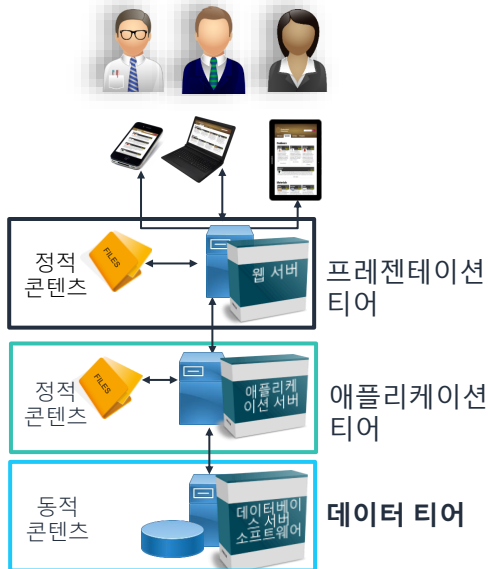 정적
콘텐츠
FILES
웹 서버
프레젠테이션
티어
정적
콘텐츠
FILES
애플리케
이션 서버
애플리케이션
티어
동적
콘텐츠
데이터베이
스 서버
소프트웨어
데이터 티어